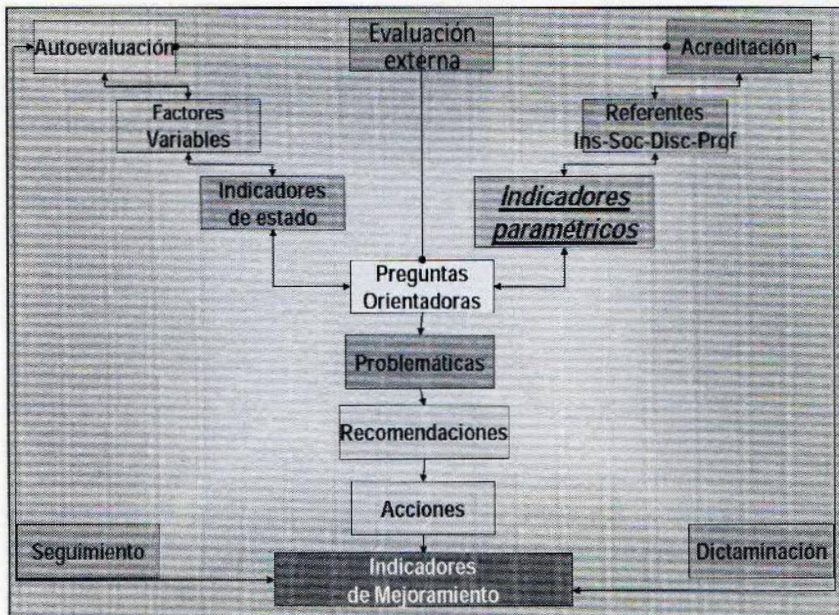 Autoevaluación
Evaluación
externa
Acreditación
Factores
Variables
Referentes
Ins-Soc-Disc-Prof
Indicadores
de estado
Indicadores
paramétricos
Preguntas
Orientadoras
Problemáticas
Recomendaciones
Acciones
Seguimiento
Dictaminación
Indicadores
de Mejoramiento